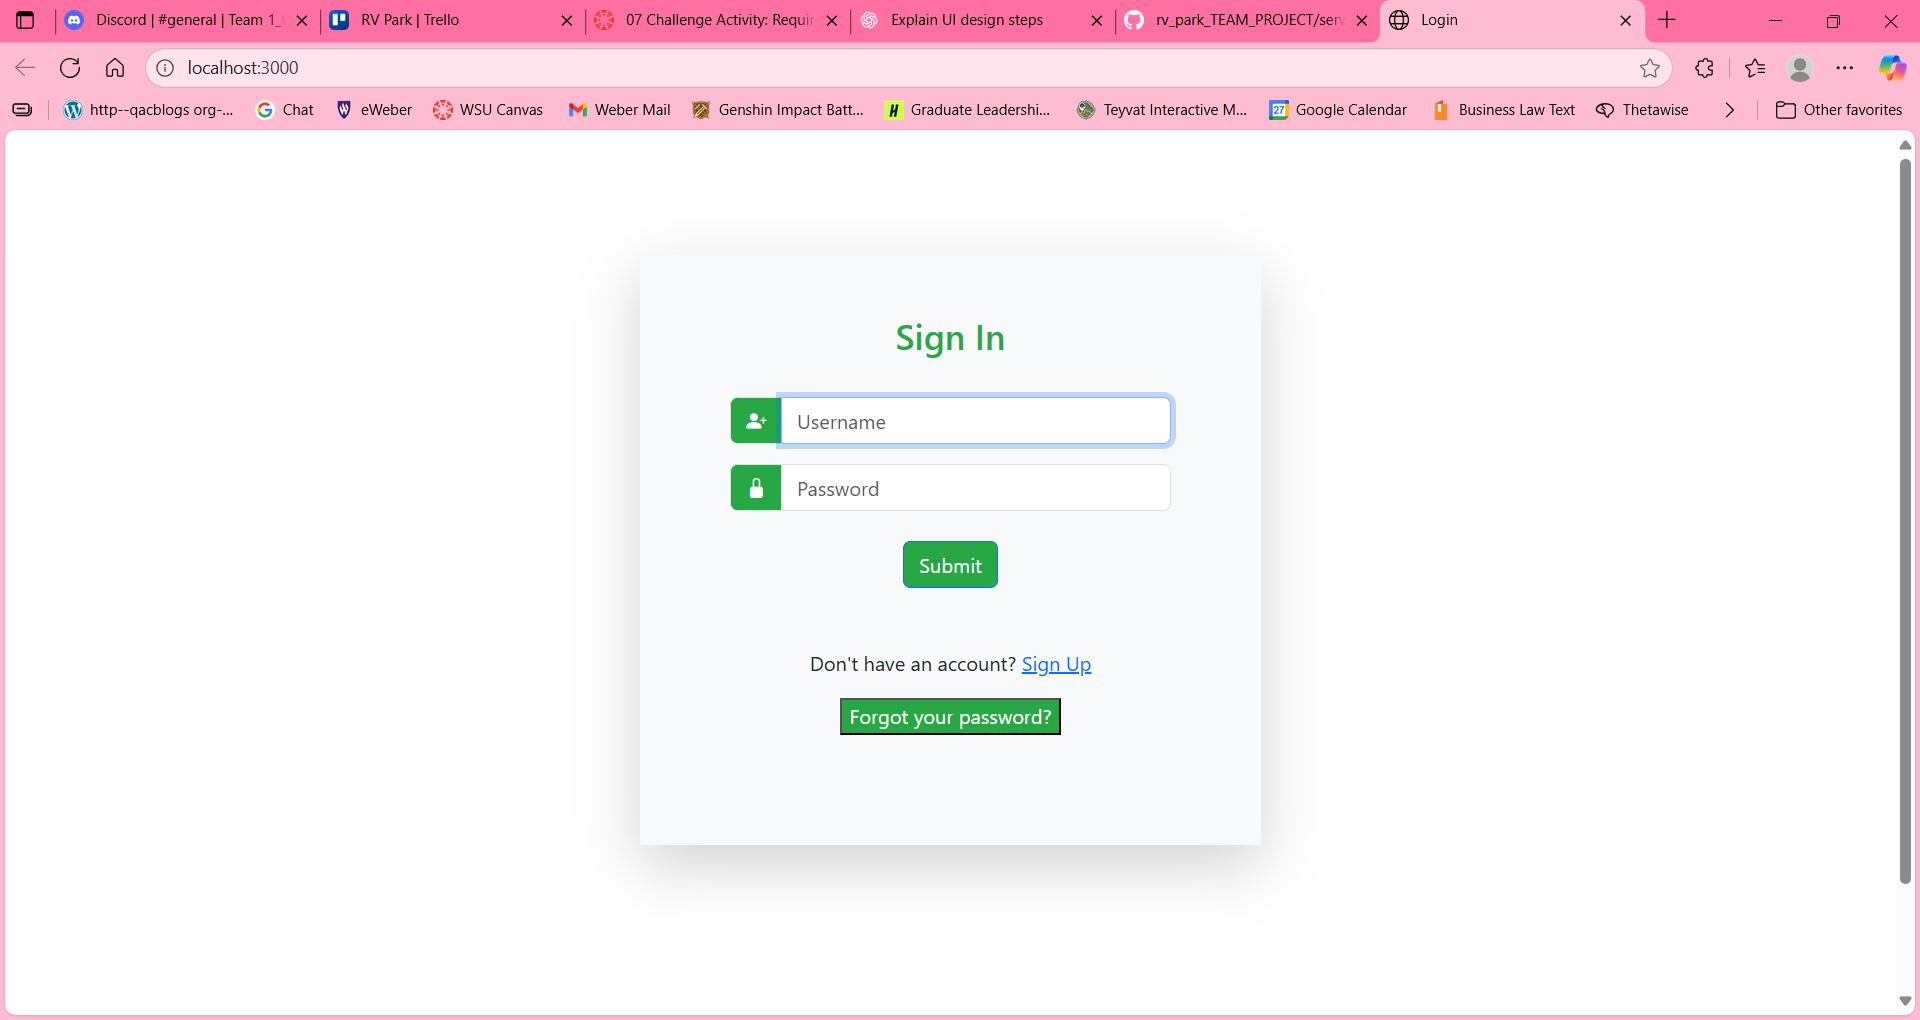 Discord | #general | Team 1_
RV Park | Trello
07 Challenge Activity: Requir
Explain UI design steps
rv_park_TEAM_PROJECT/serv
Login
localhost:3000
http--qacblogs org-...
Chat
eWeber
WSU Canvas
Weber Mail
Genshin Impact Batt...
Graduate Leadershi...
Teyvat Interactive M...
27
Google Calendar
Business Law Text
Thetawise
Other favorites
Sign In
Username
Password
Submit
Don't have an account? Sign Up
Forgot your password?